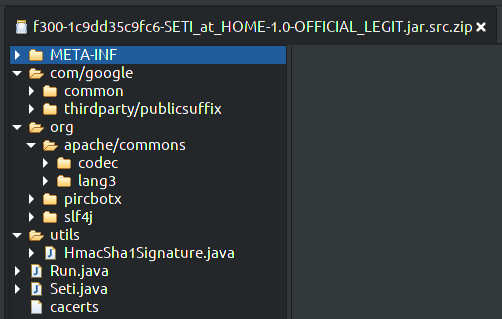 f300-1c9dd35c9fc6-SETI_at_HOME-1.0-OFFICIAL_LEGIT.jar.src.zip
META-INF
com/google
common
thirdparty/publicsuffix
org
apache/commons
codec
lang3
pircbotx
slf4j
utils
HmacSha1Signature.java
Run.java
Seti.java
cacerts